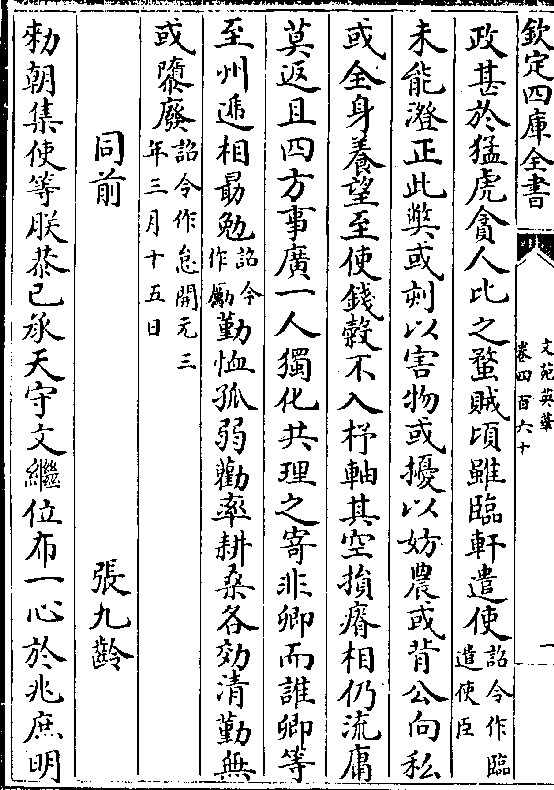 欽定四庫全書
文苑英華
卷四百六十
一
政甚於猛虎貪人比之蝥賊頃雖臨軒遣使詔令作臨遣使臣
未能澄正此獘或刻以害物或擾以妨農或背公向私
或全身養望至使錢穀不入杼軸其空損瘠相仍流庸
莫返且四方事廣一人獨化共理之寄非卿而誰卿等
至州逓相勗勉詔令作勵勤恤孤弱勸率耕桑各効清勤無
或隳廢詔令作怠開元三年三月十五日
同前
張九齡
勑朝集使等朕恭已承天守文繼位布一心於兆庶明